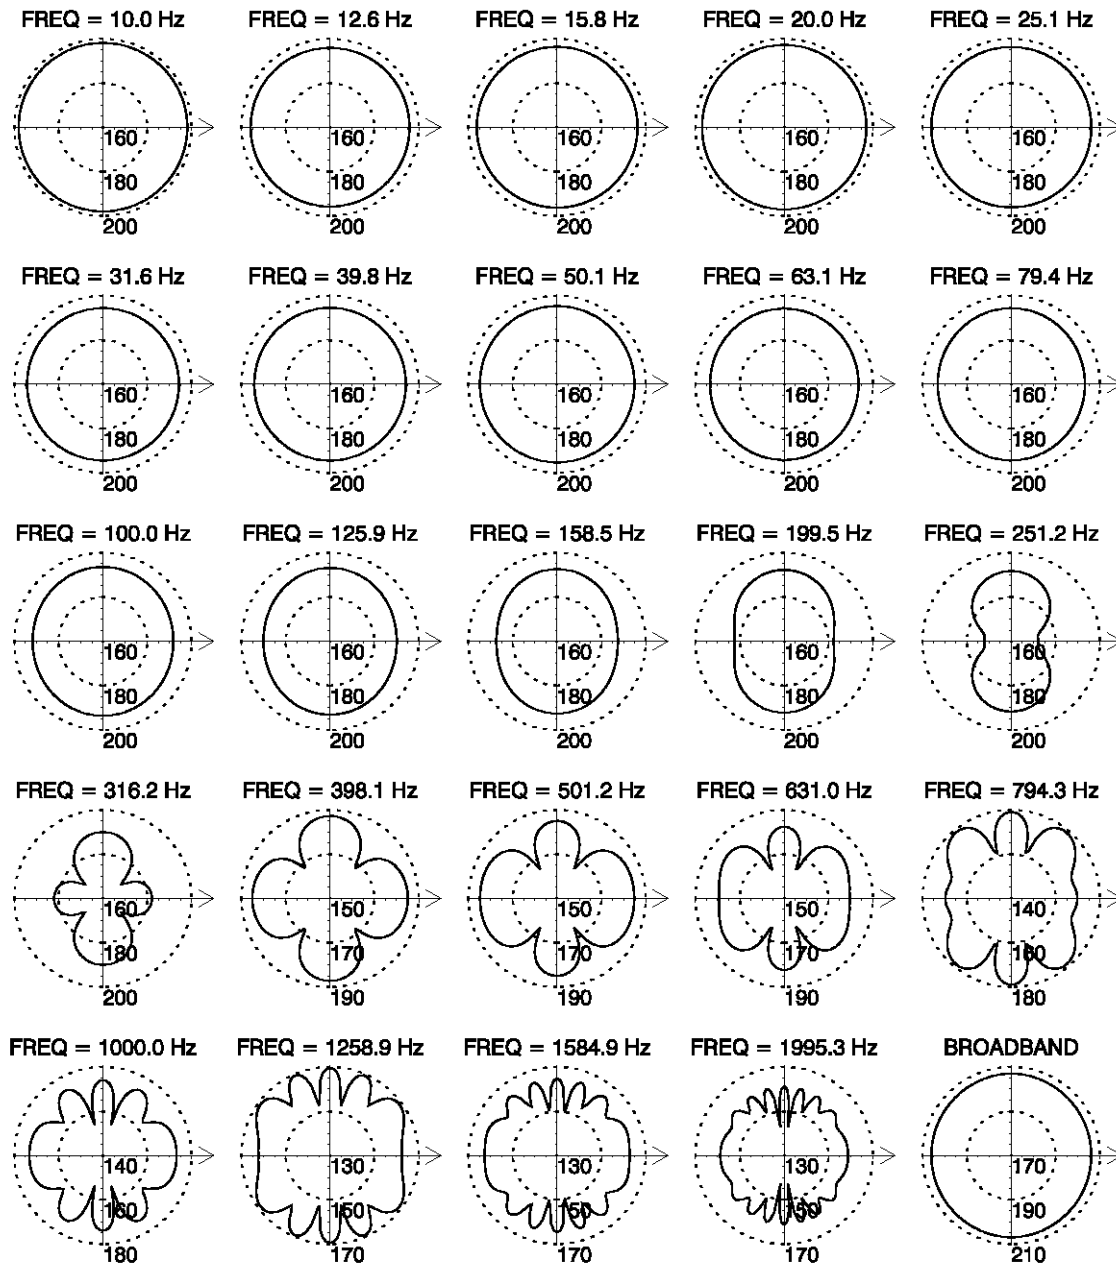 FREQ = 10.0 Hz FREQ = 12.6 Hz FREQ = 15.8 Hz FREQ = 20.0 Hz FREQ = 25.1 Hz
160 160 160 160 160
180 180 180 180 180
200 200 200 200 200
FREQ = 31.6 Hz FREQ = 39.8 Hz FREQ = 50.1 Hz FREQ = 63.1 Hz FREQ = 79.4 Hz
160 160 160 160 160
180 180 180 180 180
200 200 200 200 200
FREQ = 100.0 Hz FREQ = 125.9 Hz FREQ = 158.5 Hz FREQ = 199.5 Hz FREQ = 251.2 Hz
160 160 160 160 160
180 180 180 180 180
200 200 200 200 200
FREQ = 316.2 Hz FREQ = 398.1 Hz FREQ = 501.2 Hz FREQ = 631.0 Hz FREQ = 794.3 Hz
160 150 150 150 140
180 170 170 170 160
200 190 190 190 180
FREQ = 1000.0 Hz FREQ = 1258.9 Hz FREQ = 1584.9 Hz FREQ = 1995.3 Hz BROADBAND
140 130 130 130 170
160 150 150 150 190
180 170 170 170 210